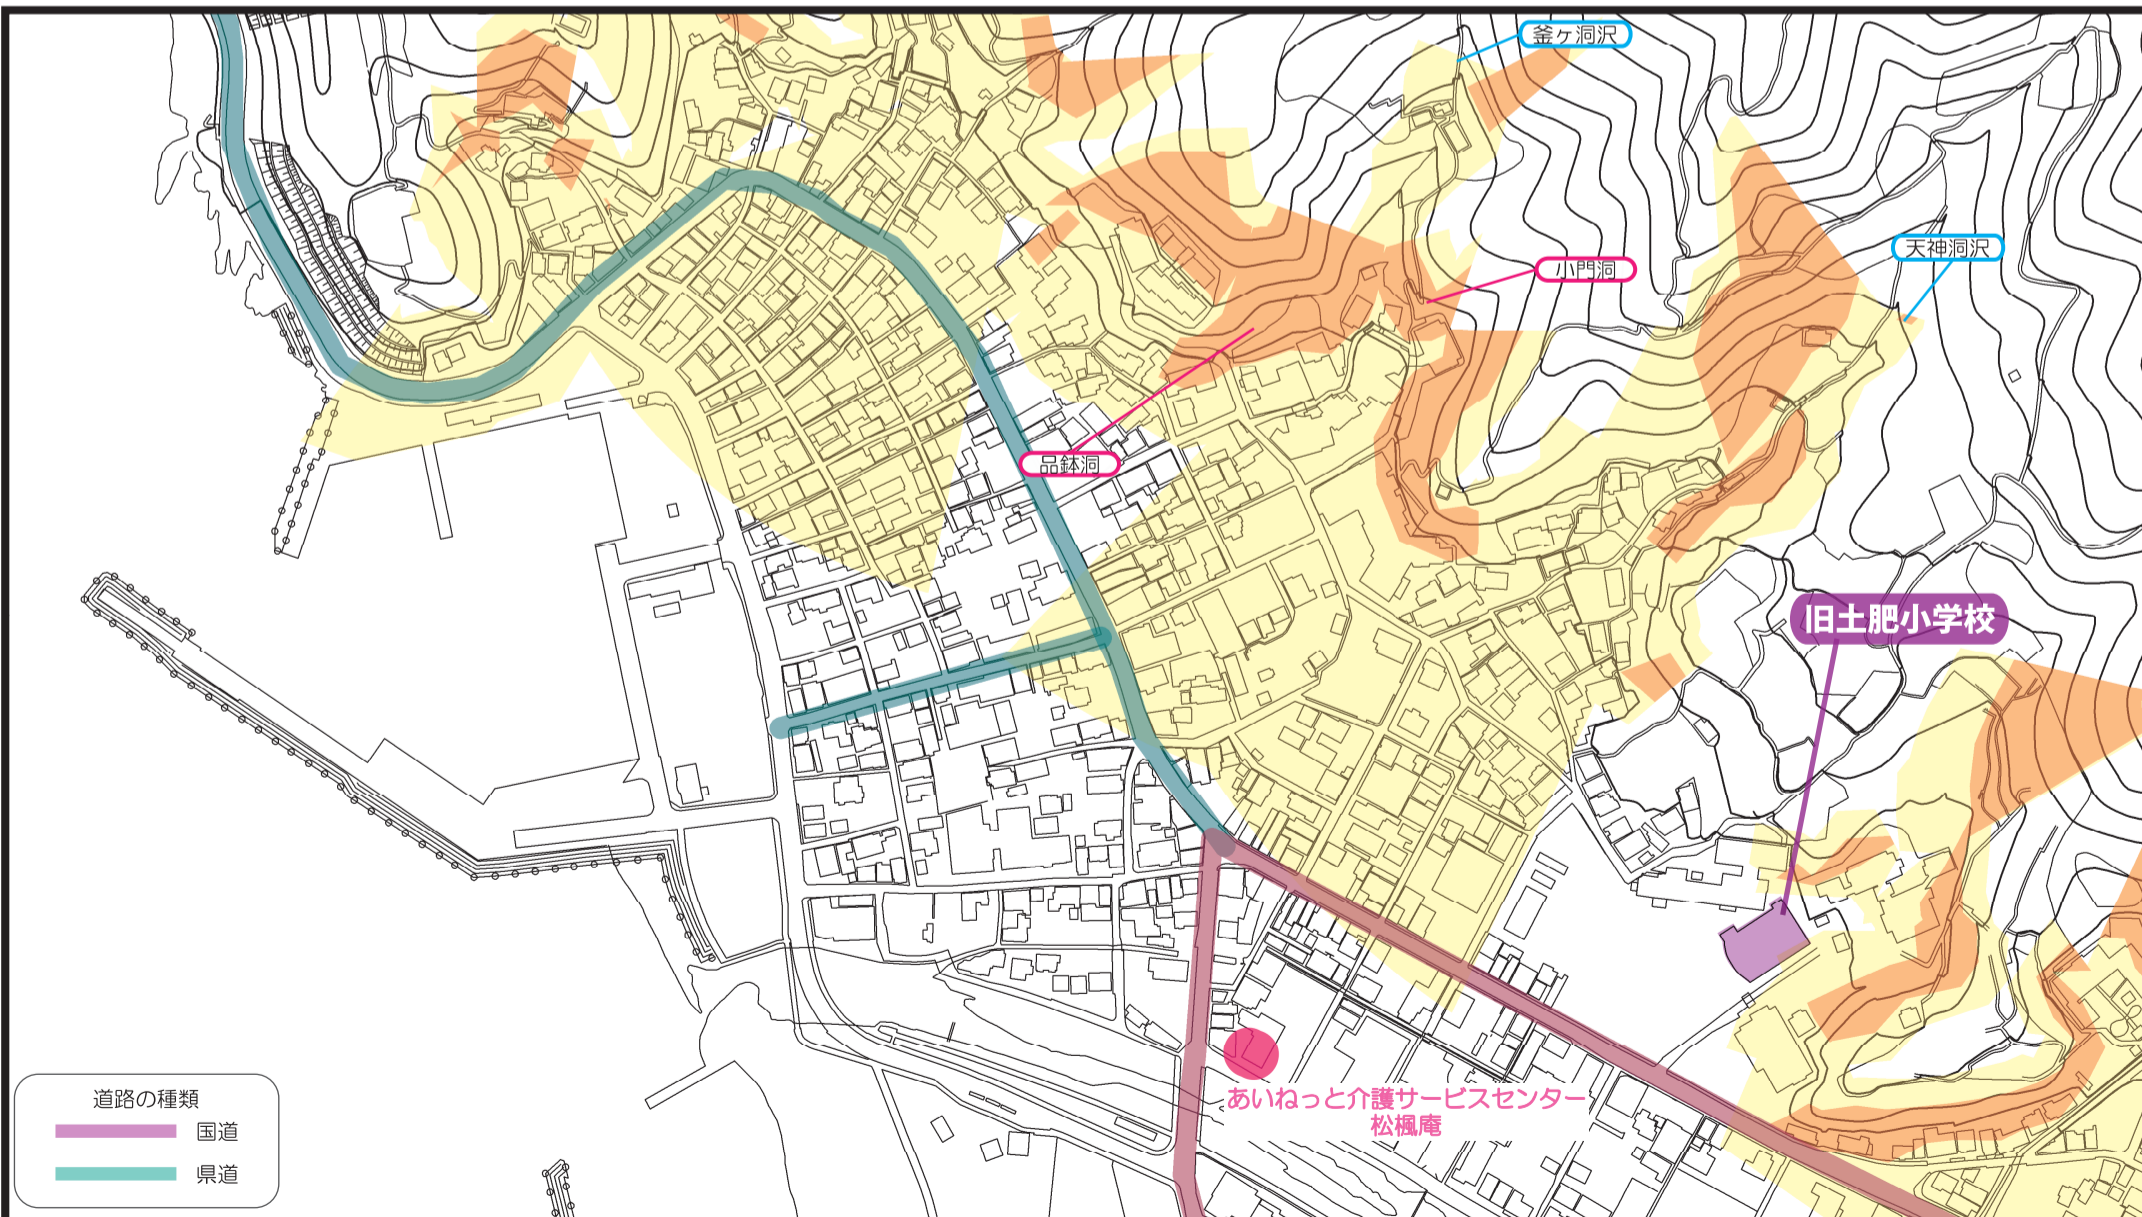 釜ヶ洞沢
天神洞沢
小門洞
品鉢洞
旧土肥小学校
あいねっと介護サービスセンター
松楓庵
道路の種類
国道
県道